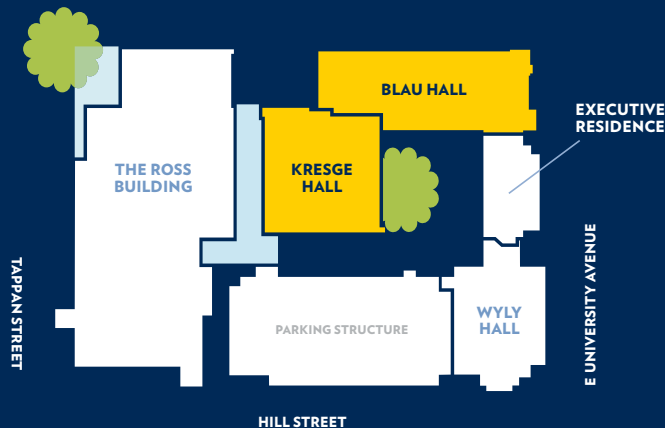 BLAU HALL
EXECUTIVE
RESIDENCE
THE ROSS
BUILDING
KRESGE
HALL
TAPPAN STREET
E UNIVERSITY AVENUE
WYLY
HALL
PARKING STRUCTURE
HILL STREET